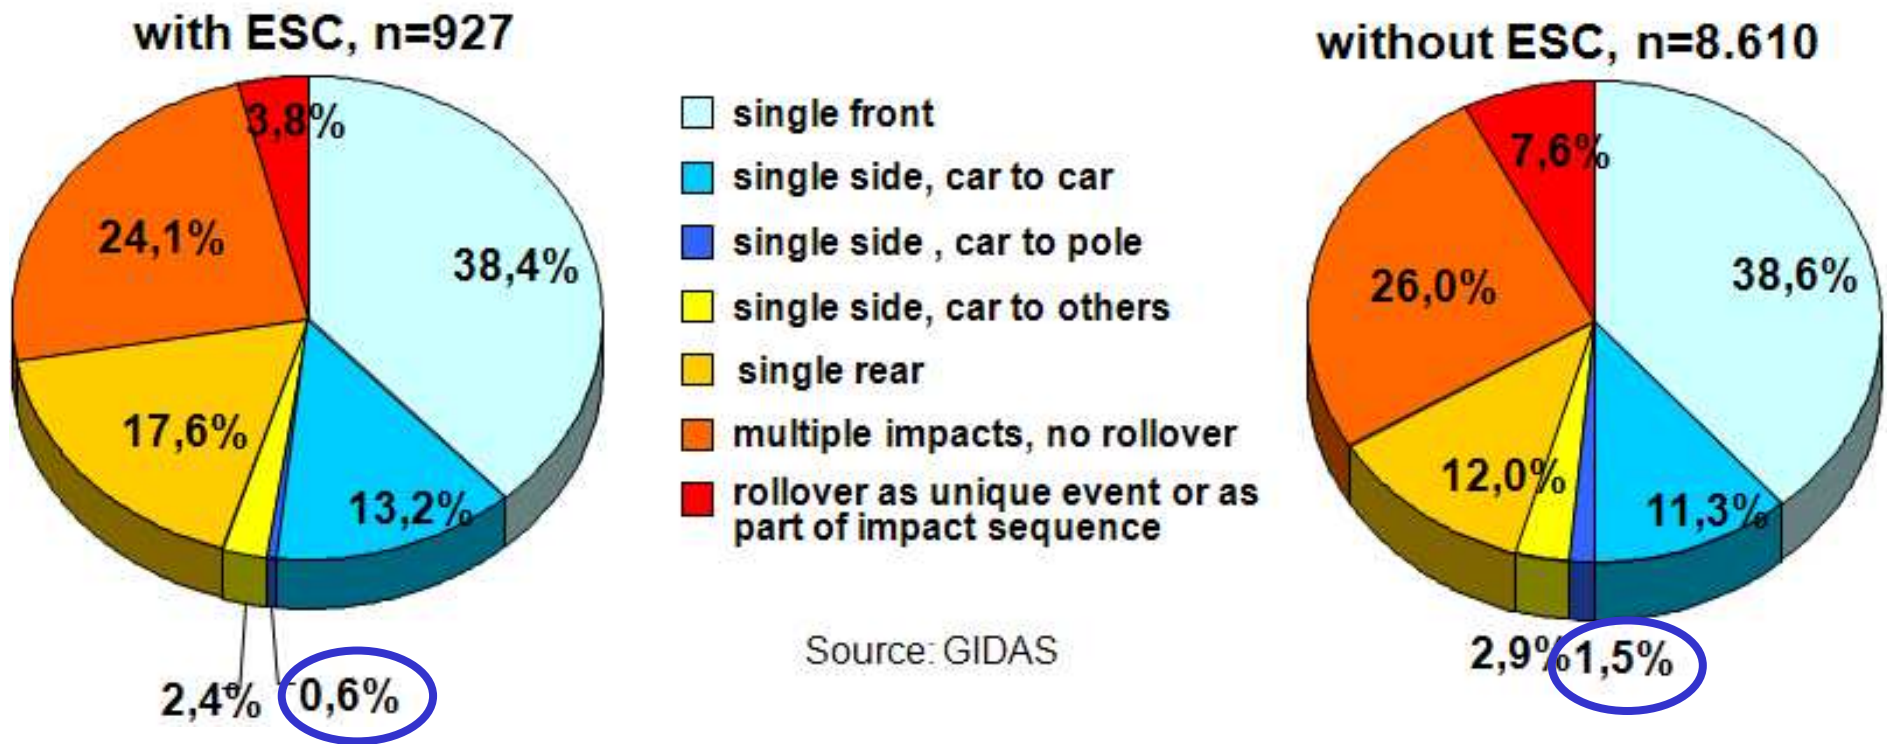 with ESC, n=927
3,8%
24,1%
38,4%
17,6%
13,2%
2,4%
0,6%
single front
single side, car to car
single side , car to pole
single side, car to others
single rear
multiple impacts, no rollover
rollover as unique event or as
part of impact sequence
Source: GIDAS
without ESC, n=8.610
7,6%
26,0%
38,6%
12,0%
11,3%
2,9%
1,5%